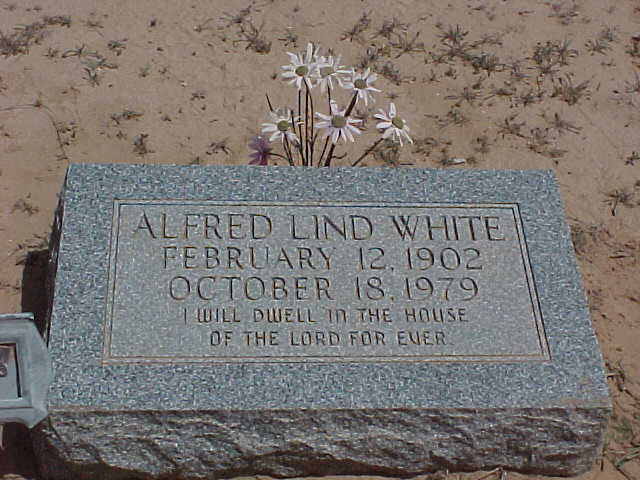 ALFRED LIND WHITE
FEBRUARY 12, 1902
OCTOBER 18, 1979
I WILL DWELL IN THE HOUSE
OF THE LORD FOR EVER.